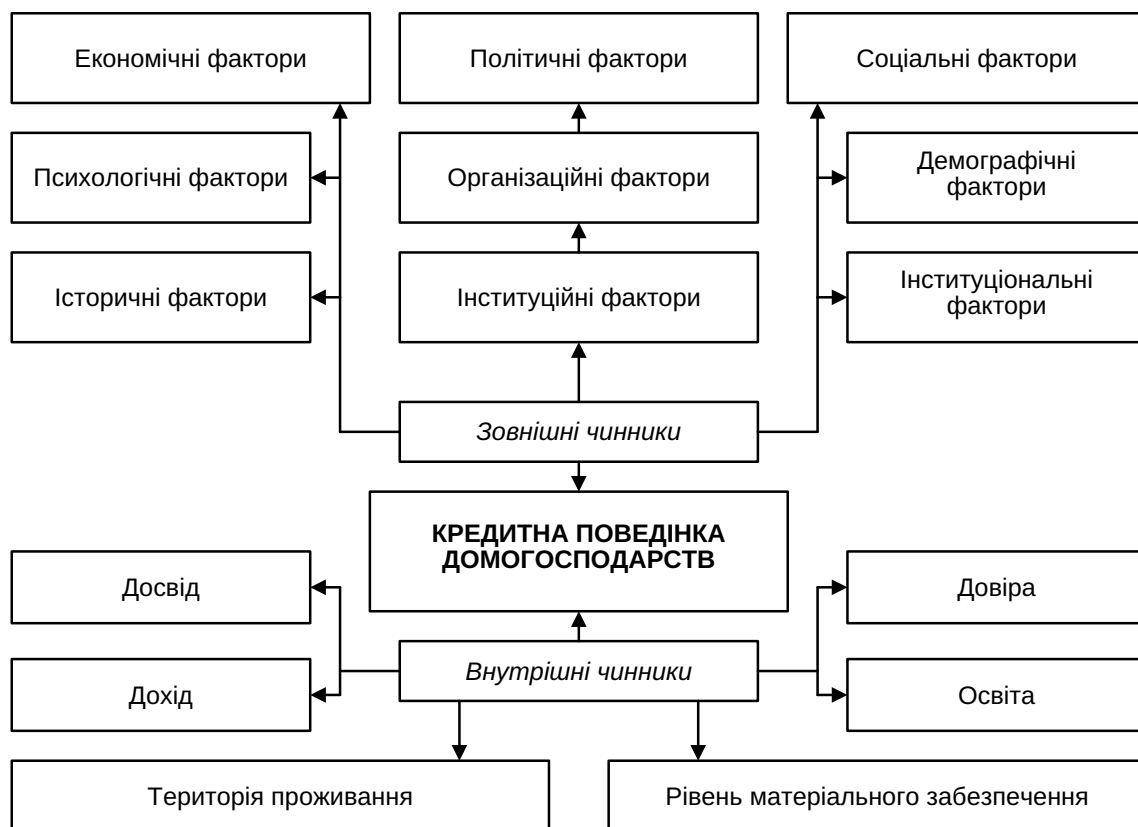 Економічні фактори
Політичні фактори
Соціальні фактори
Психологічні фактори
Організаційні фактори
Демографічні
фактори
Історичні фактори
Інституційні фактори
Інституціональні
фактори
Зовнішні чинники
КРЕДИТНА ПОВЕДІНКА
ДОМОГОСПОДАРСТВ
Досвід
Довіра
Внутрішні чинники
Дохід
Освіта
Територія проживання
Рівень матеріального забезпечення